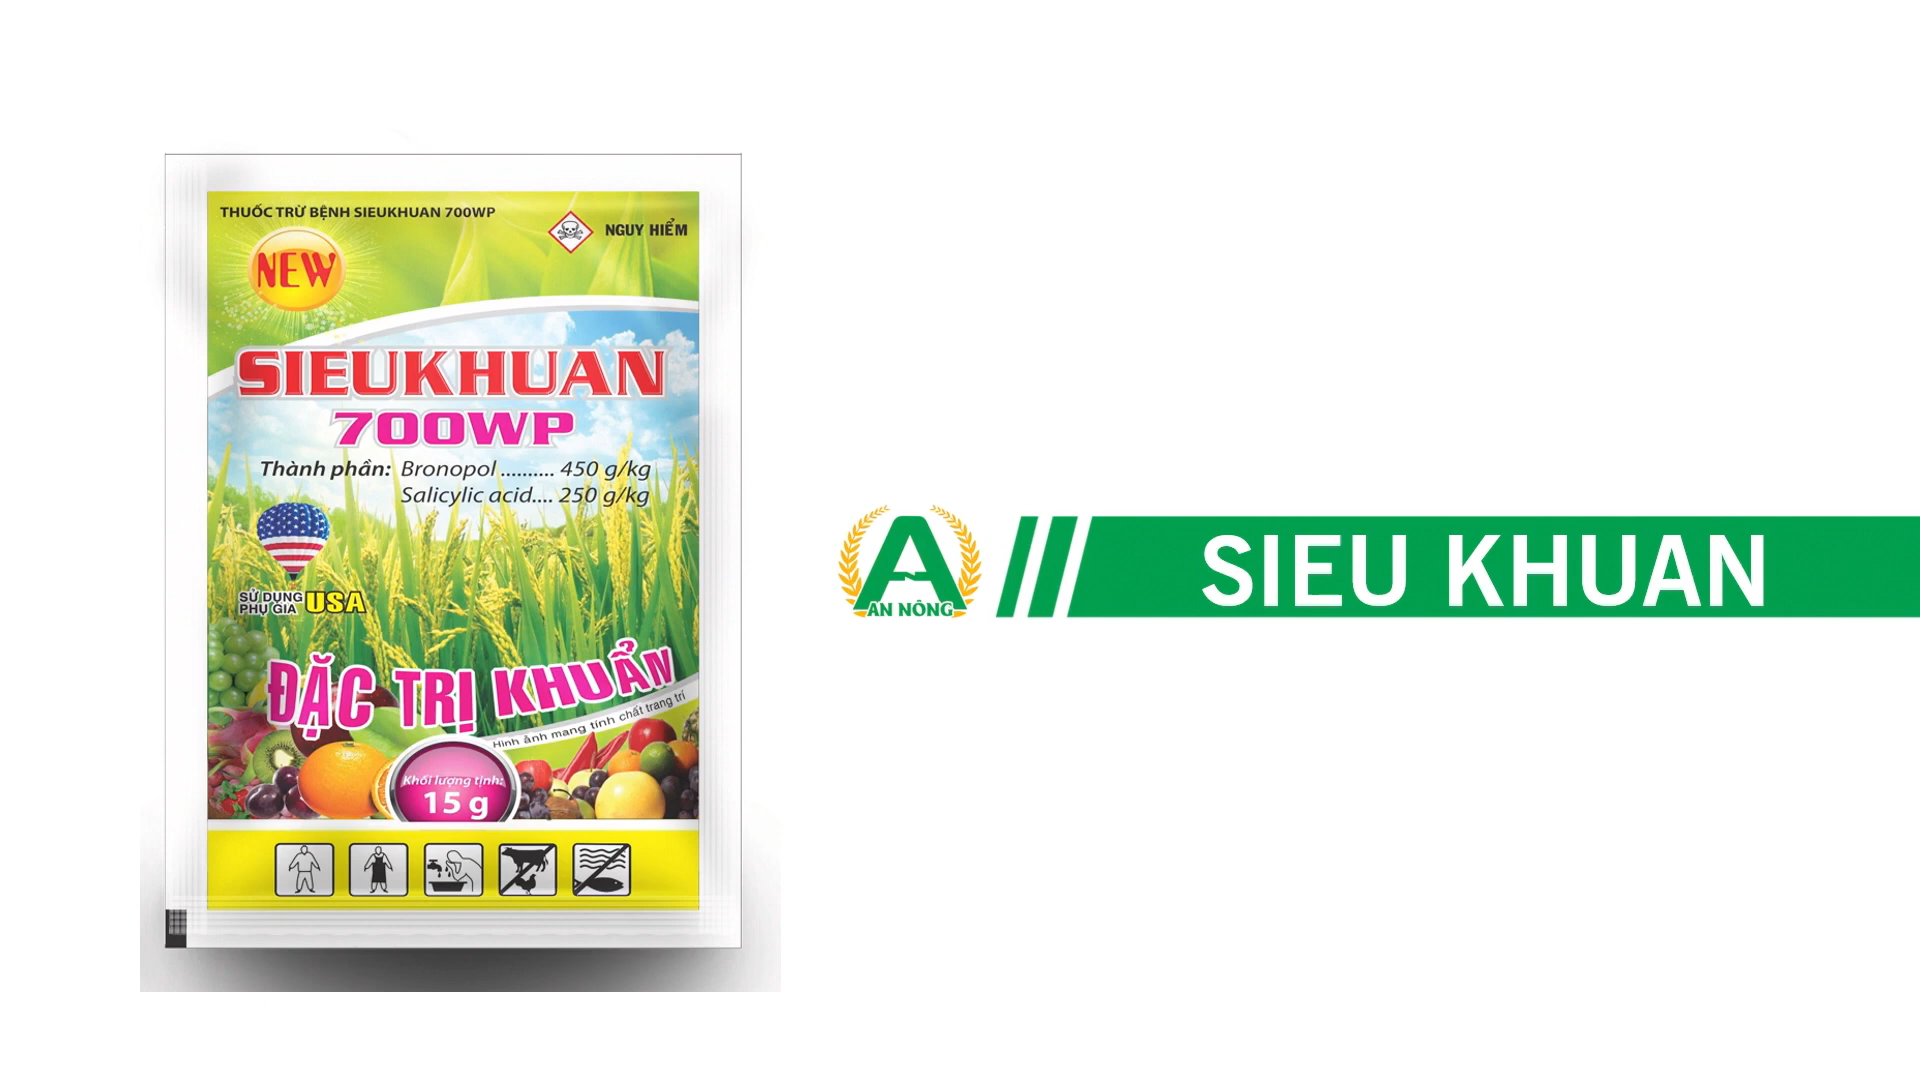 THUỐC TRỪ BỆNH SIEUKHUAN 700WP
NGUY HIỂM
NEW
SIEUKHUAN
700WP
Thành phần: Bronopol .......... 450 g/kg
Salicylic acid.... 250 g/kg
SỬ DỤNG
PHỤ GIA USA
ĐẶC TRỊ KHUẨN
Hình ảnh mang tính chất trang trí
Khối lượng tịnh:
15 g
AN NÔNG
SIEU KHUAN